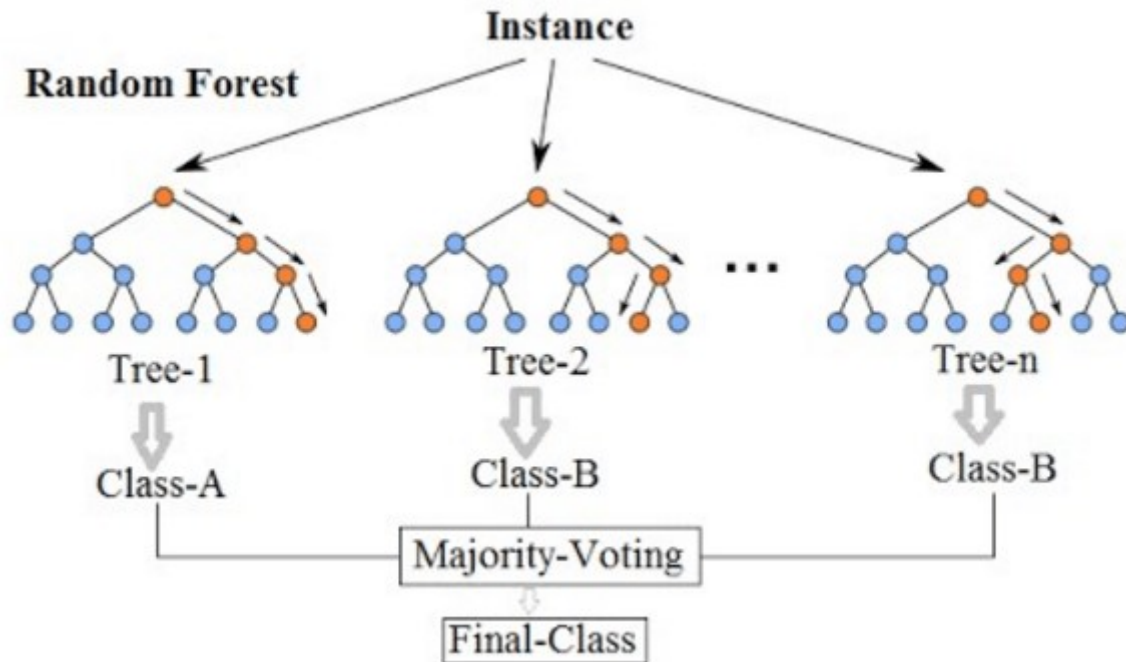 Instance
Random Forest
...
Tree-1
Tree-2
Tree-n
Class-A
Class-B
Class-B
Majority-Voting
Final-Class